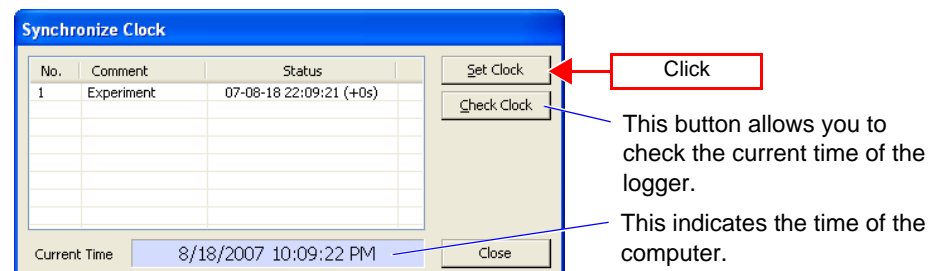 Synchronize Clock
No. Comment Status
1 Experiment 07-08-18 22:09:21 (+0s)
Set Clock
Click
Check Clock
This button allows you to
check the current time of the
logger.
This indicates the time of the
computer.
Current Time 8/18/2007 10:09:22 PM Close